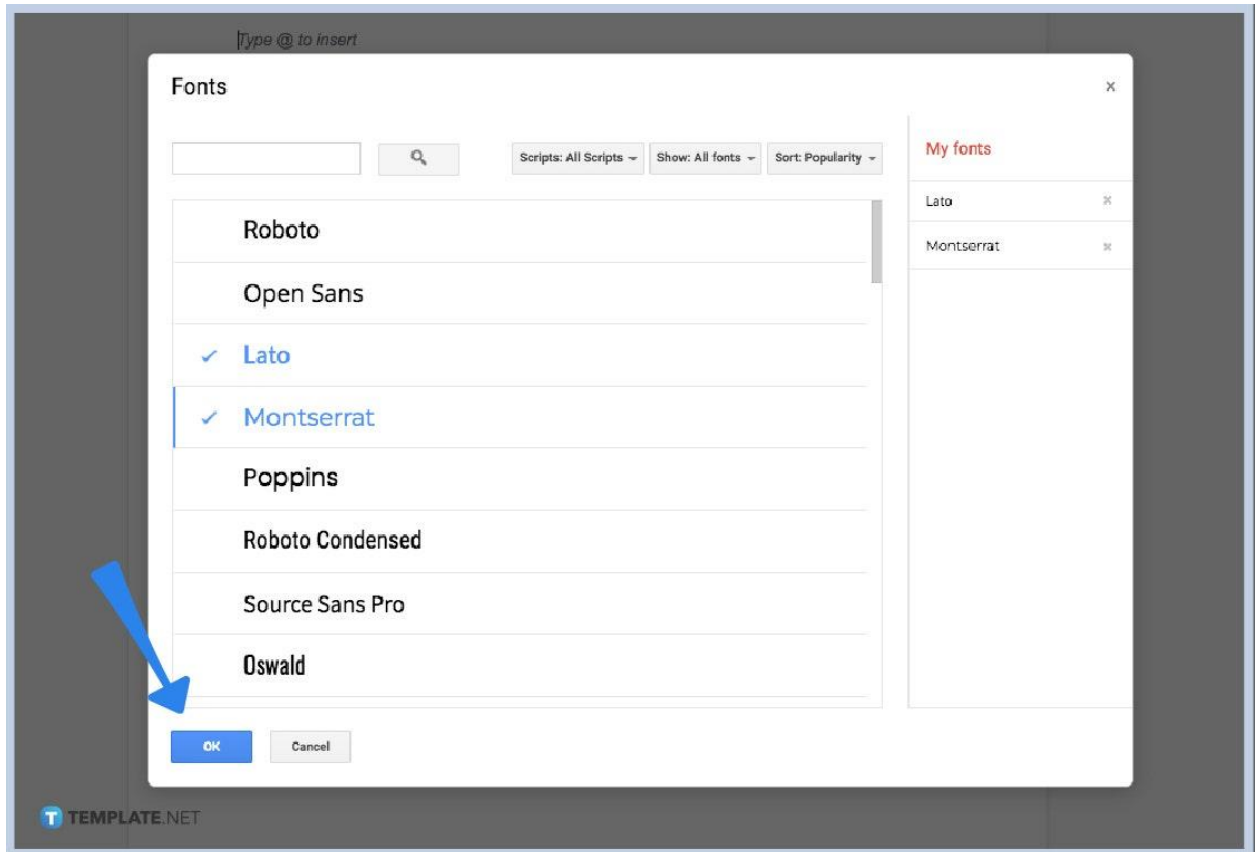 Type @ to insert
Fonts
x
Scripts: All Scripts
Show: All fonts
Sort: Popularity
My fonts
Lato
x
Montserrat
x
Roboto
Open Sans
Lato
Montserrat
Poppins
Roboto Condensed
Source Sans Pro
Oswald
OK
Cancel
T TEMPLATE.NET